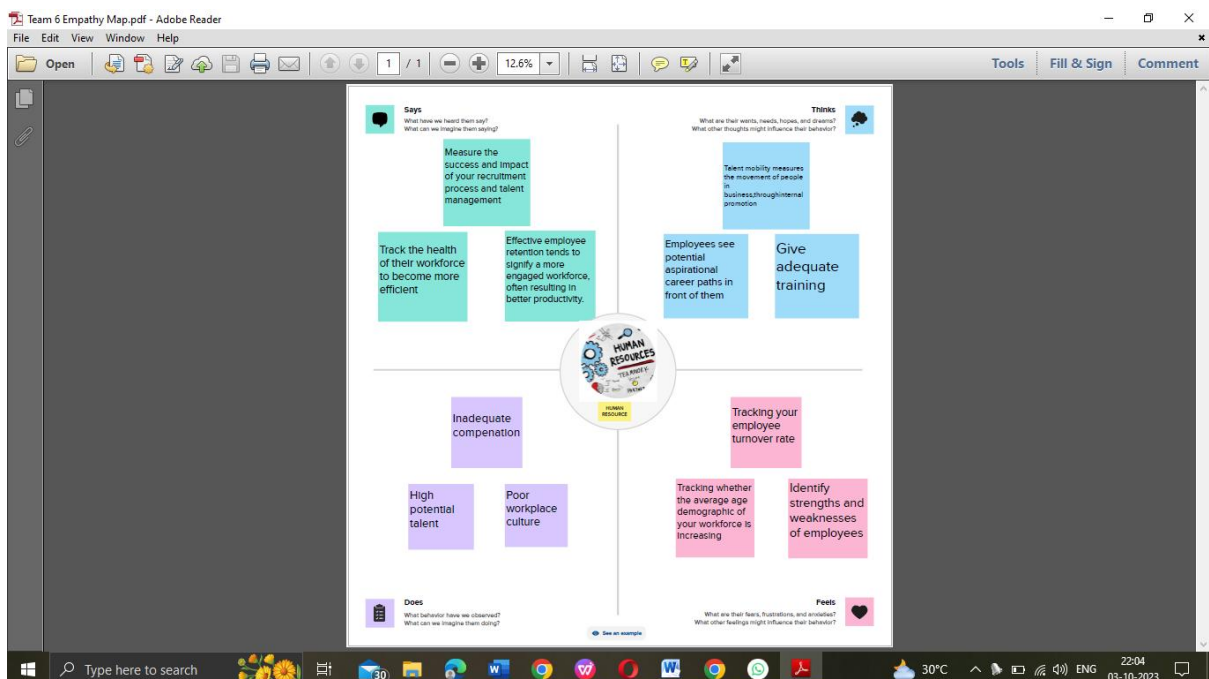 Team 6 Empathy Map.pdf - Adobe Reader
File Edit View Window Help
Open 1 / 1 12.6% Tools Fill & Sign Comment
Says
What have we heard them say?
What can we imagine them saying?
Thinks
What are their wants, needs, hopes, and dreams?
What other thoughts might influence their behavior?
Measure the
success and impact
of your recruitment
process and talent
management
Track the health
of their workforce
to become more
efficient
Effective employee
retention tends to
signify a more
engaged workforce,
often resulting in
better productivity.
Talent mobility measures
the movement of people
in
business,throughinternal
promotion
Employees see
potential
aspirational
career paths in
front of them
Give
adequate
training
HUMAN
RESOURCES
HUMAN
RESOURCE
Inadequate
compenation
High
potential
talent
Poor
workplace
culture
Tracking your
employee
turnover rate
Tracking whether
the average age
demographic of
your workforce is
increasing
Identify
strengths and
weaknesses
of employees
Does
What behavior have we observed?
What can we imagine them doing?
Feels
What are their fears, frustrations, and anxieties?
What other feelings might influence their behavior?
See an example
Type here to search
30
30°C
ENG
22:04
03-10-2023